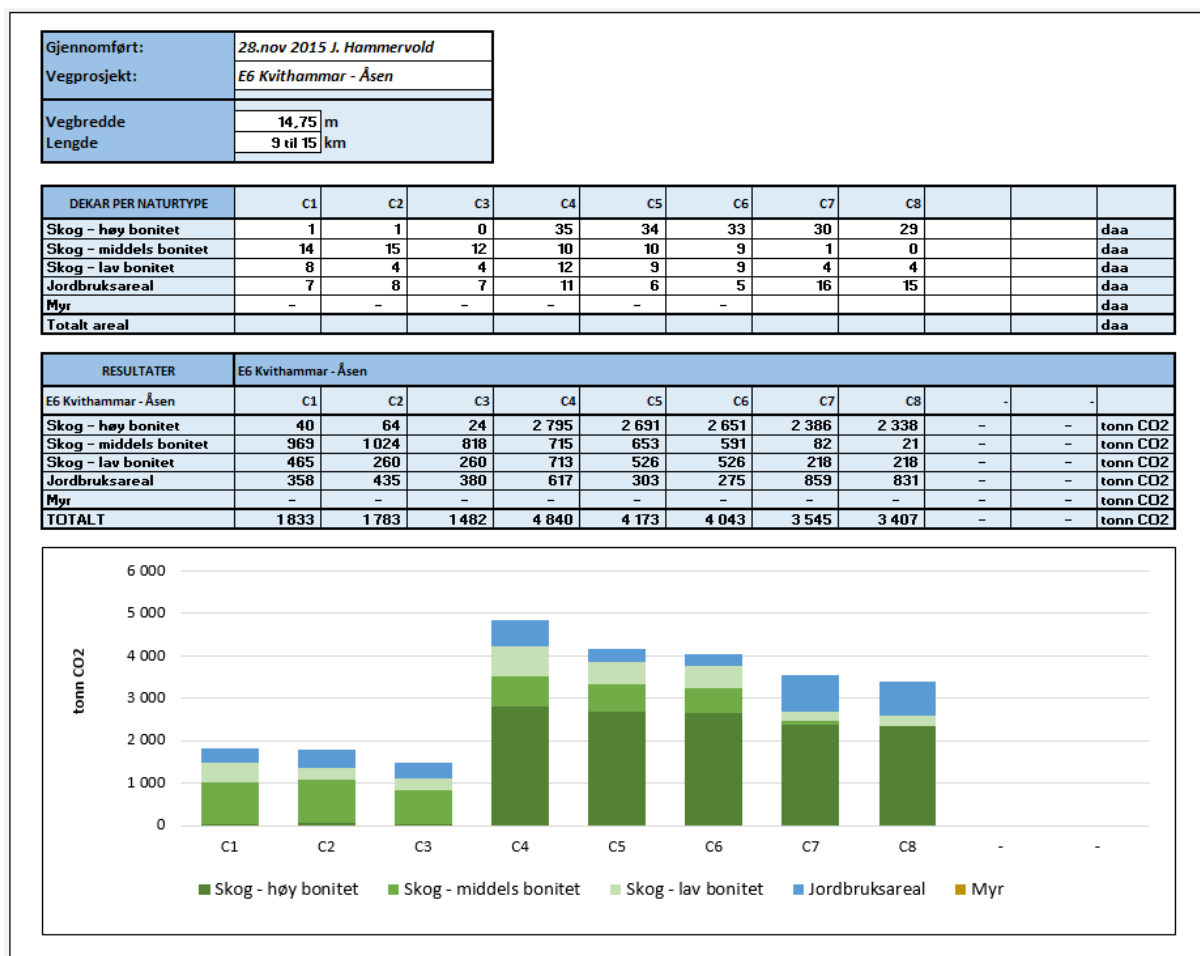 Gjennomført: 28.nov 2015 J. Hammervold
Vegprosjekt: E6 Kvithammar - Åsen
Vegbredde 14,75 m
Lengde 9 til 15 km
DEKAR PER NATURTYPE C1 C2 C3 C4 C5 C6 C7 C8
Skog - høy bonitet 1 1 0 35 34 33 30 29 daa
Skog - middels bonitet 14 15 12 10 10 9 1 0 daa
Skog - lav bonitet 8 4 4 12 9 9 4 4 daa
Jordbruksareal 7 8 7 11 6 5 16 15 daa
Myr - - - - - - daa
Totalt areal daa
RESULTATER E6 Kvithammar - Åsen
E6 Kvithammar - Åsen C1 C2 C3 C4 C5 C6 C7 C8 - -
Skog - høy bonitet 40 64 24 2 795 2 691 2 651 2 386 2 338 - - tonn CO2
Skog - middels bonitet 969 1 024 818 715 653 591 82 21 - - tonn CO2
Skog - lav bonitet 465 260 260 713 526 526 218 218 - - tonn CO2
Jordbruksareal 358 435 380 617 303 275 859 831 - - tonn CO2
Myr - - - - - - - - - - tonn CO2
TOTALT 1 833 1 783 1 482 4 840 4 173 4 043 3 545 3 407 - - tonn CO2
6 000
5 000
4 000
3 000
2 000
1 000
0
tonn CO2
C1 C2 C3 C4 C5 C6 C7 C8 - -
Skog - høy bonitet Skog - middels bonitet Skog - lav bonitet Jordbruksareal Myr